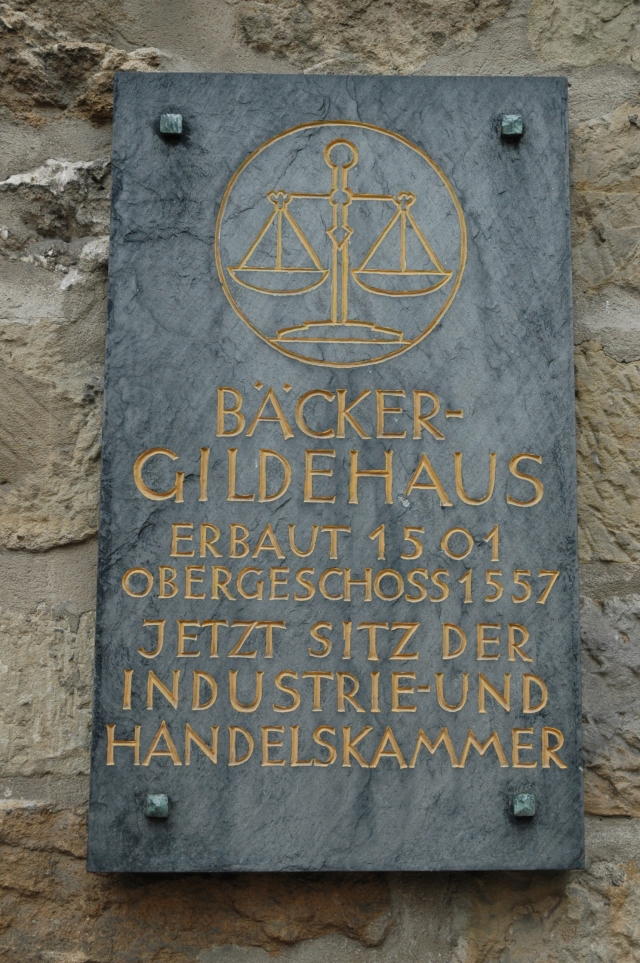 BÄCKER-
GILDEHAUS
ERBAUT 1501
OBERGESCHOSS 1557
JETZT SITZ DER
INDUSTRIE-UND
HANDELSKAMMER